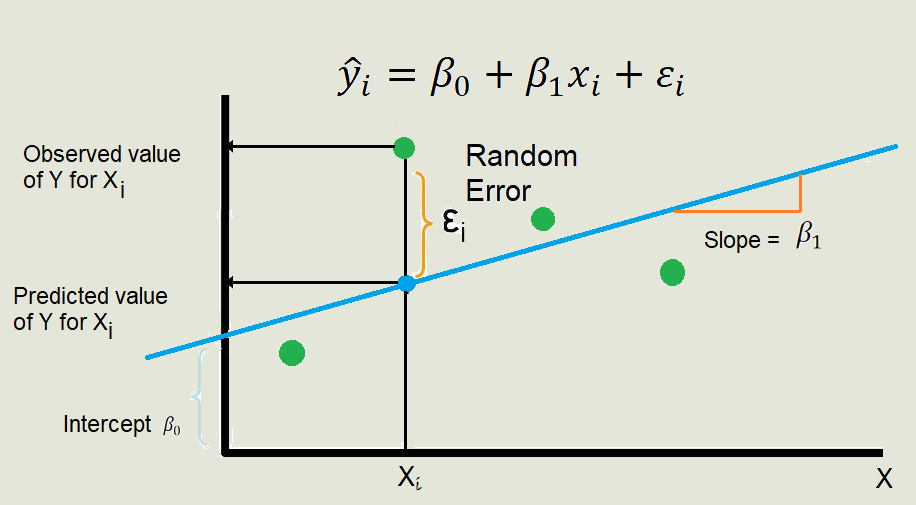 ŷᵢ = β₀ + β₁xᵢ + εᵢ
Observed value
of Y for Xᵢ
Random
Error
εᵢ
Slope = β₁
Predicted value
of Y for Xᵢ
Intercept β₀
Xᵢ
X